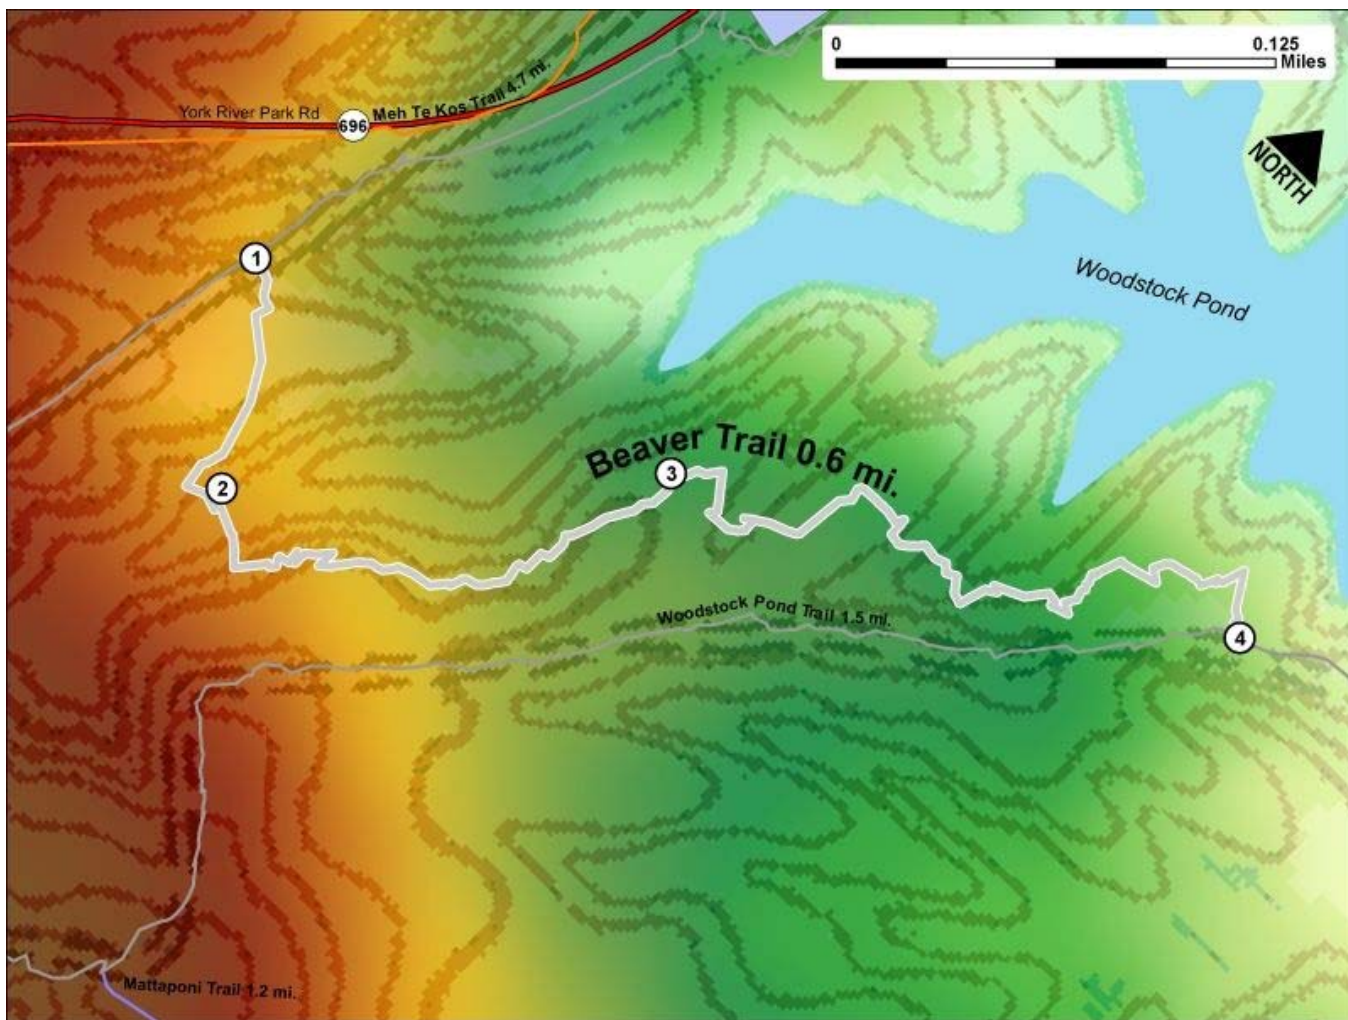 0 0.125
Miles
York River Park Rd
696
Meh Te Kos Trail 4.7 mi.
NORTH
1
Woodstock Pond
Beaver Trail 0.6 mi.
3
2
Woodstock Pond Trail 1.5 mi.
4
Mattaponi Trail 1.2 mi.